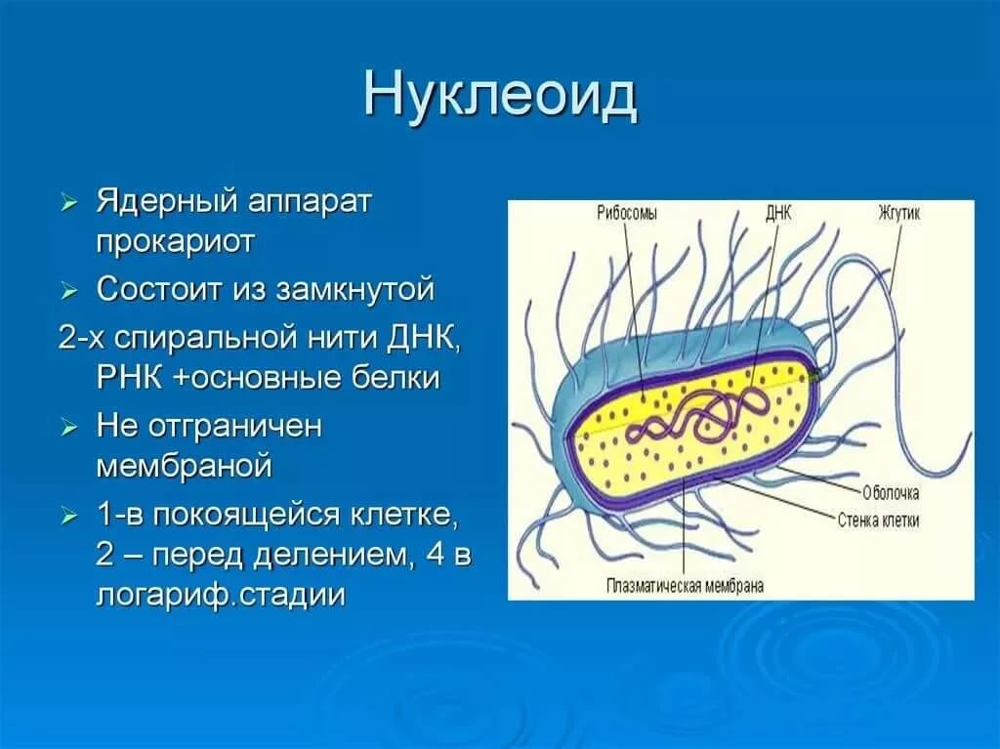 Нуклеоид
Ядерный аппарат
прокариот
Состоит из замкнутой
2-х спиральной нити ДНК,
РНК +основные белки
Не отграничен
мембраной
1-в покоящейся клетке,
2 – перед делением, 4 в
логариф.стадии
Рибосомы
ДНК
Жгутик
Оболочка
Стенка клетки
Плазматическая мембрана